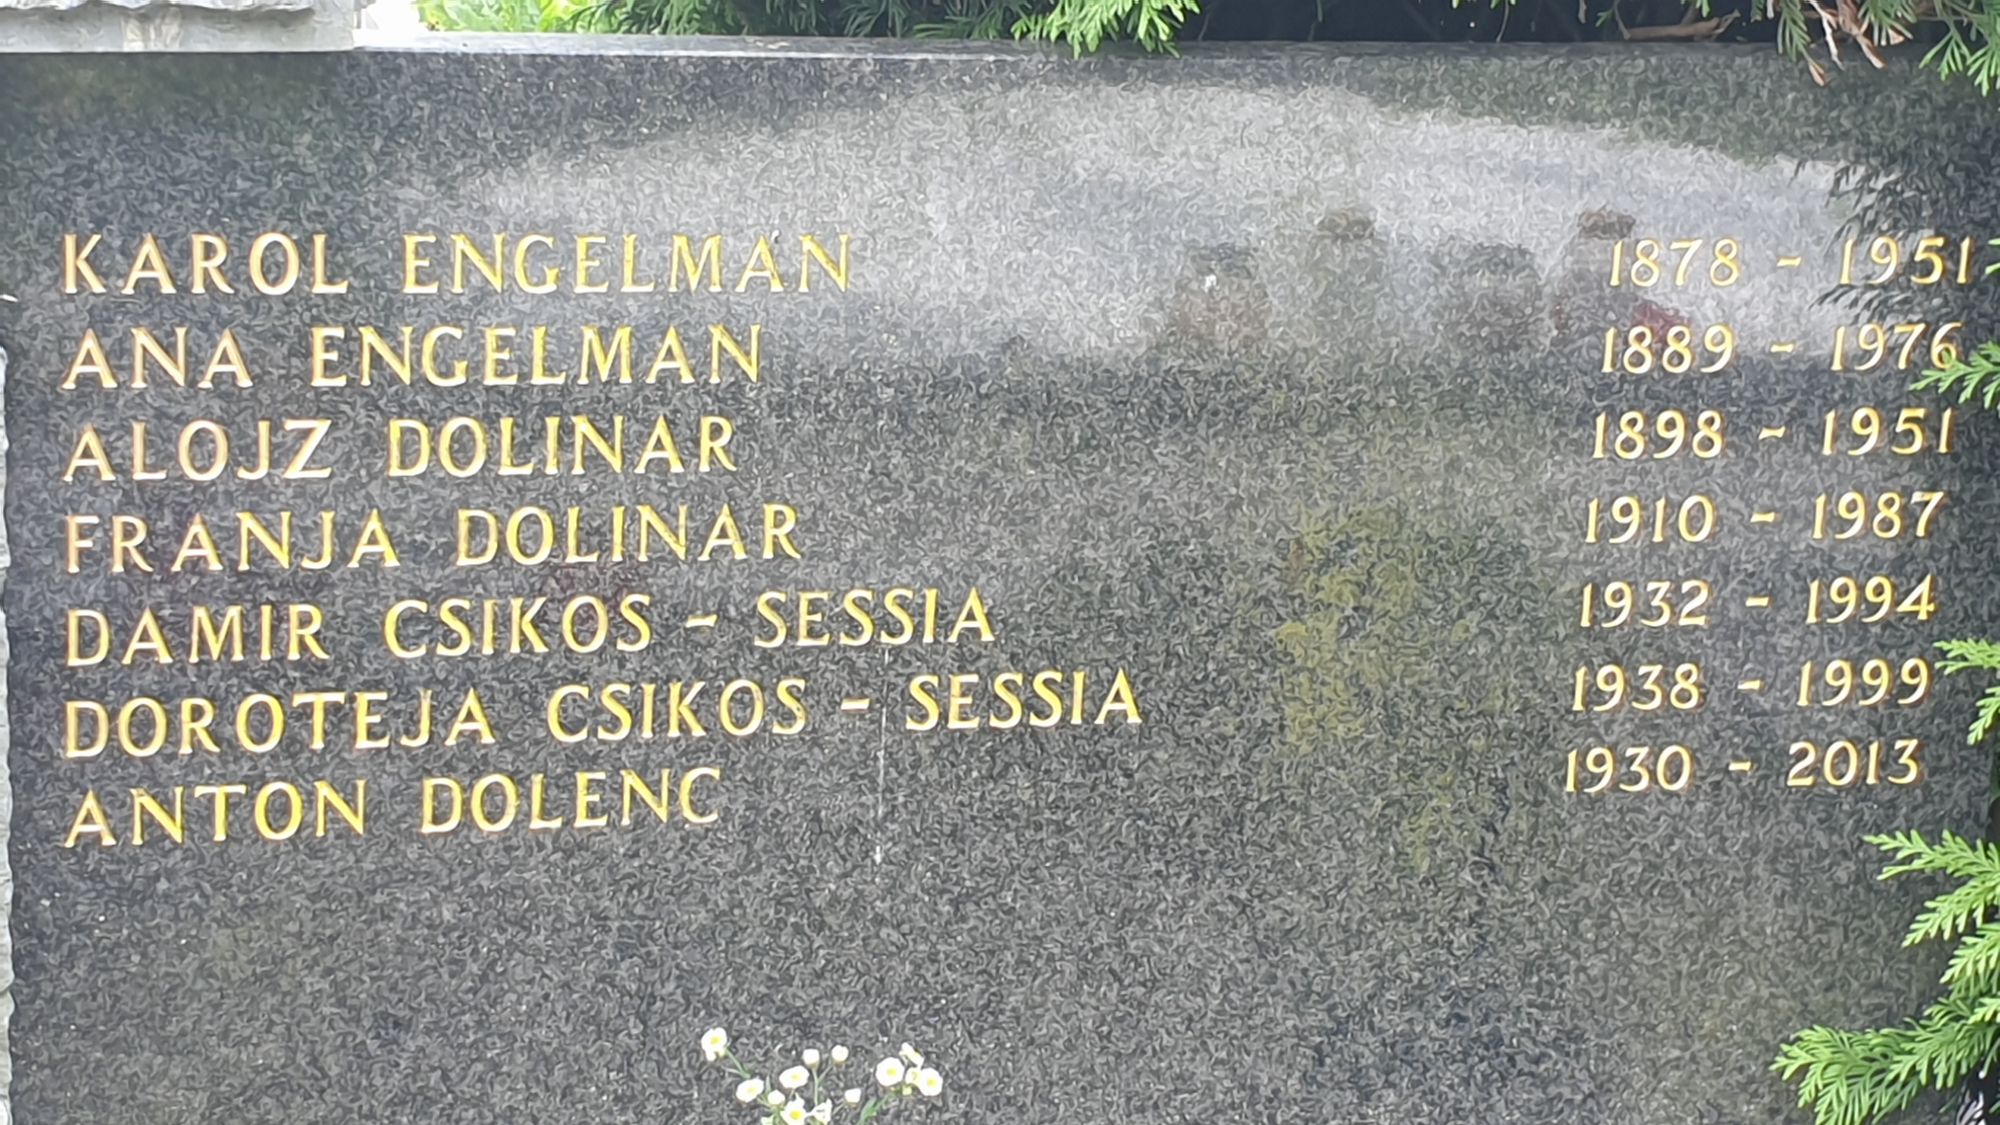 KAROL ENGELMAN 1878 - 1951
ANA ENGELMAN 1889 - 1976
ALOJZ DOLINAR 1898 - 1951
FRANJA DOLINAR 1910 - 1987
DAMIR CSIKOS - SESSIA 1932 - 1994
DOROTEJA CSIKOS - SESSIA 1938 - 1999
ANTON DOLENC 1930 - 2013